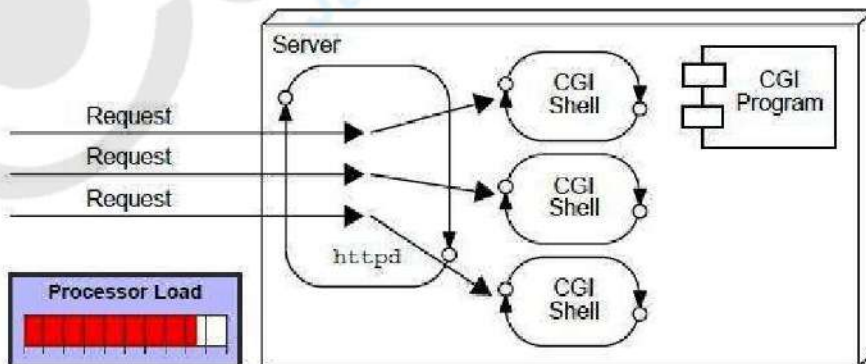 Server
CGI
Shell
CGI
Program
Request
Request
Request
CGI
Shell
httpd
CGI
Shell
Processor Load